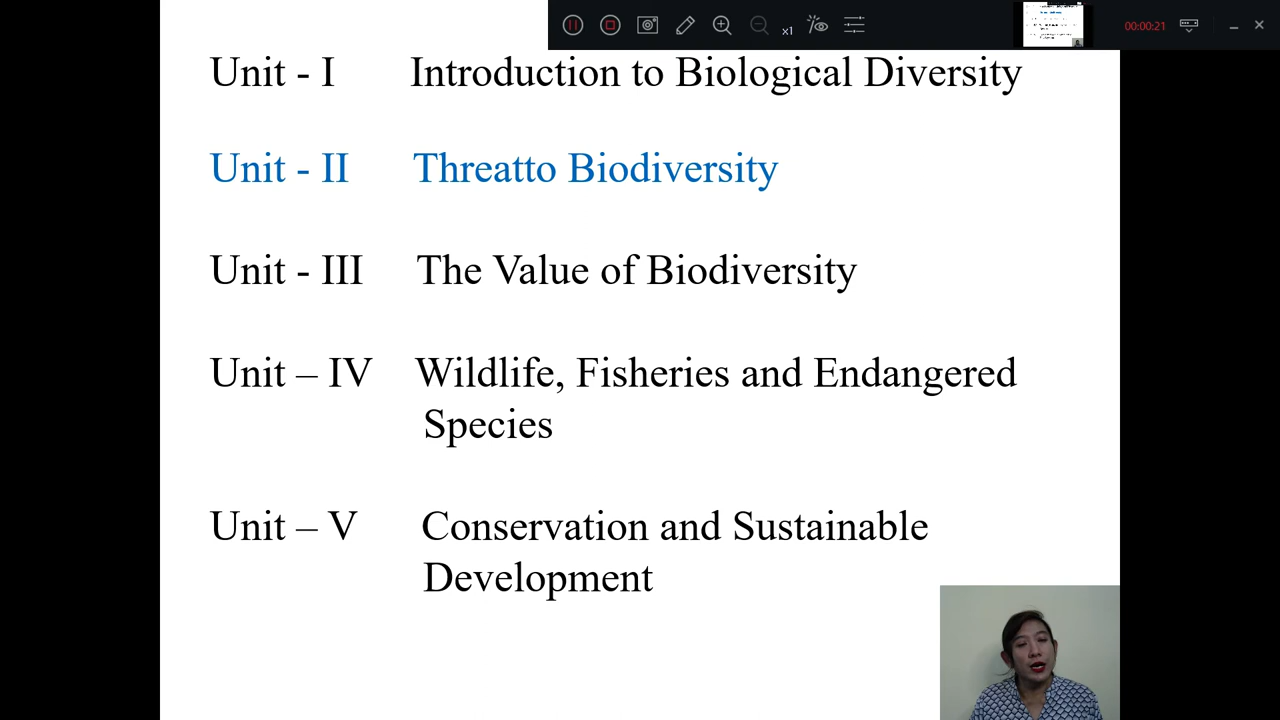 x1
00:00:21
Unit - I Introduction to Biological Diversity
Unit - II Threatto Biodiversity
Unit - III The Value of Biodiversity
Unit – IV Wildlife, Fisheries and Endangered
Species
Unit – V Conservation and Sustainable
Development